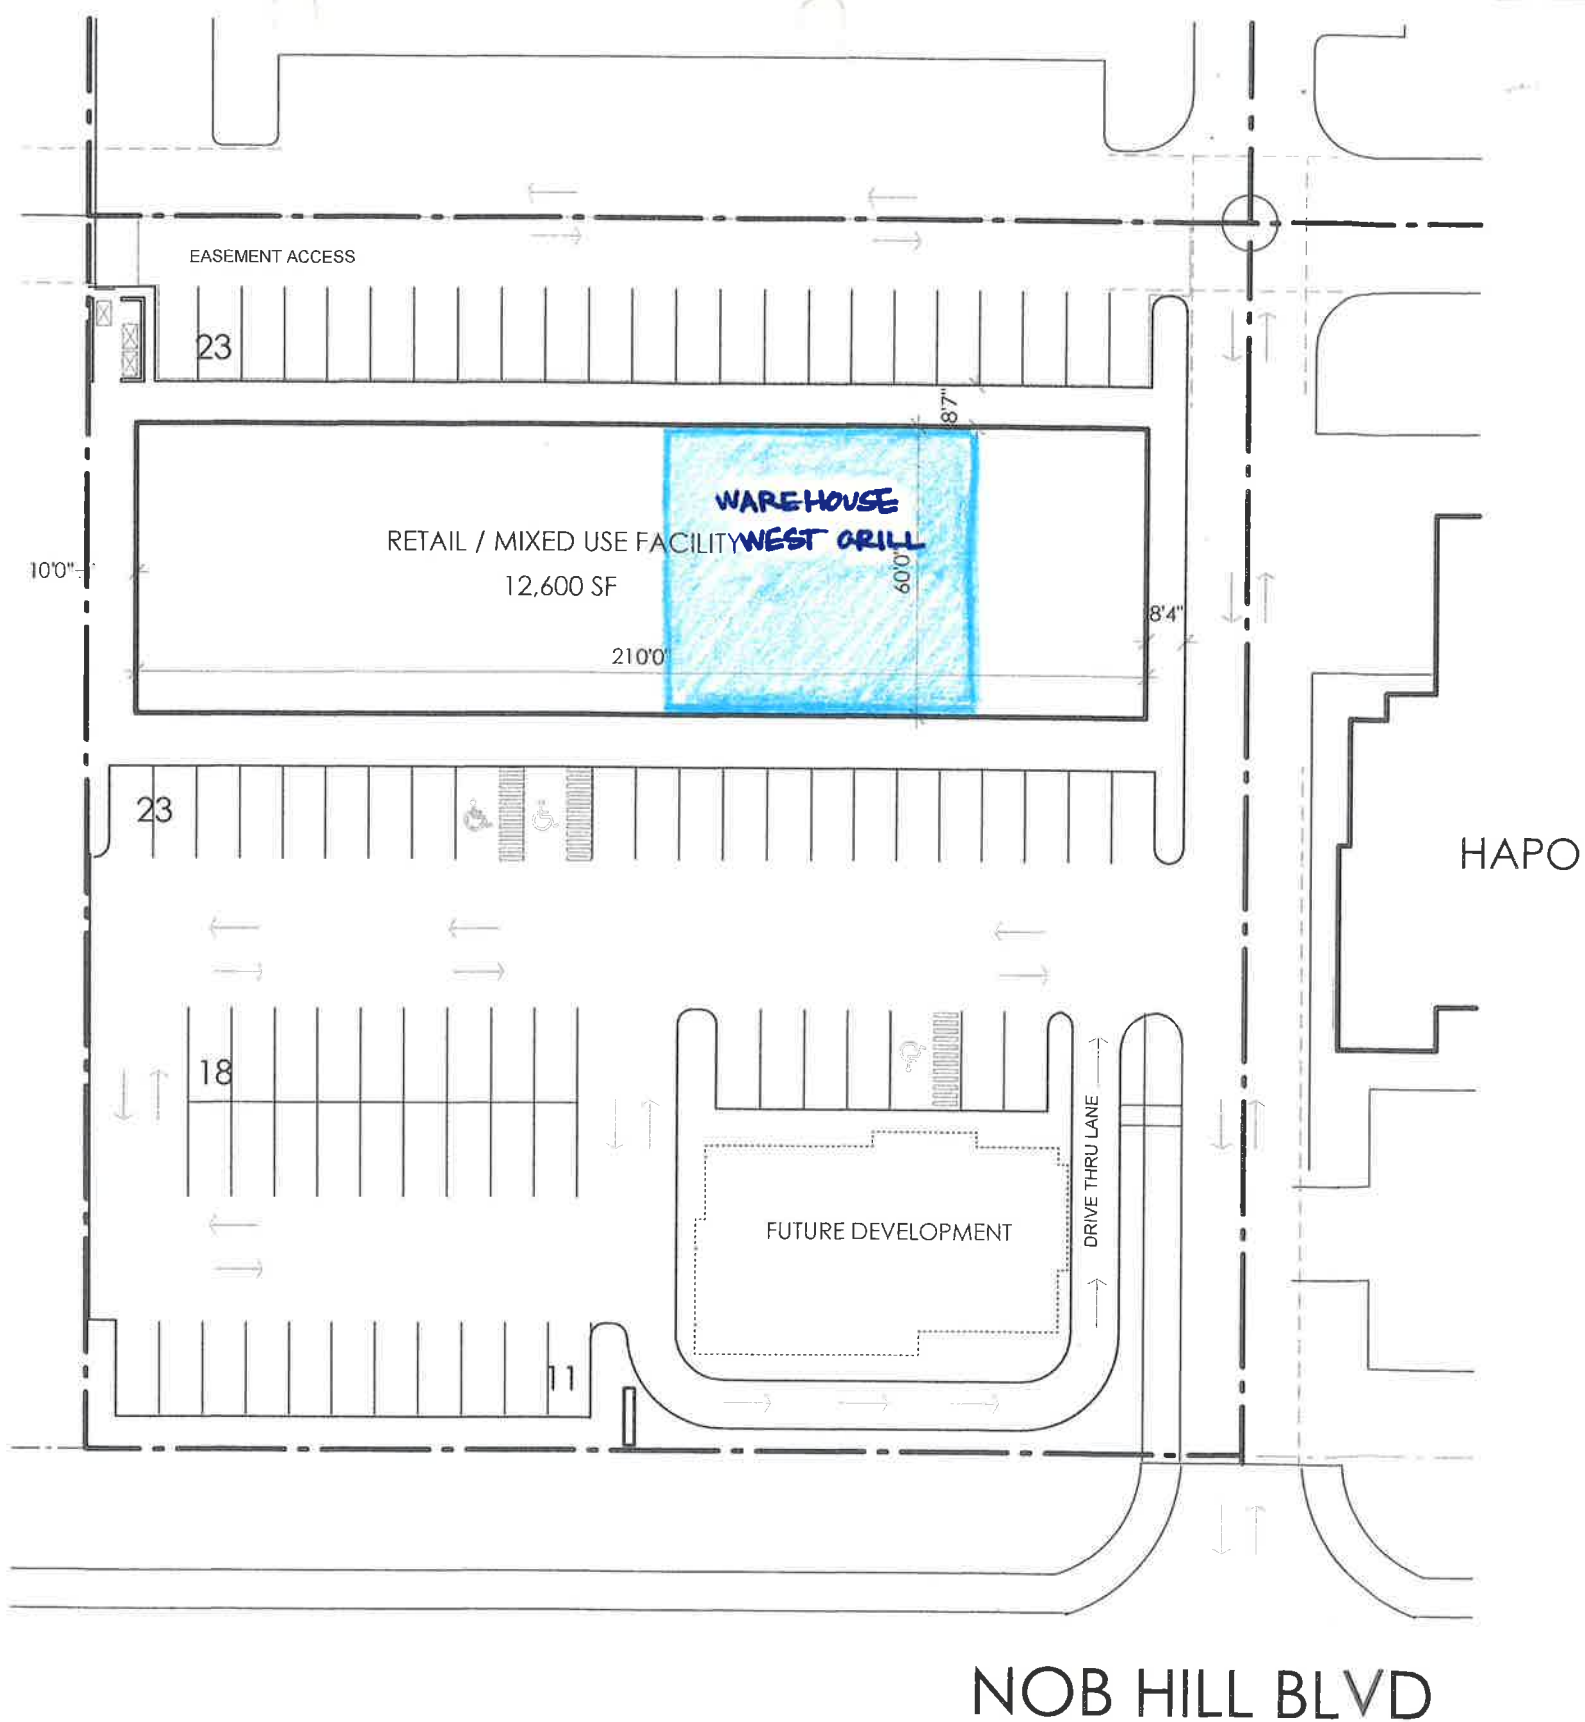 EASEMENT ACCESS
23
8'7"
WAREHOUSE
WEST GRILL
RETAIL / MIXED USE FACILITY
12,600 SF
10'0"
60'0"
8'4"
210'0"
23
HAPO
18
DRIVE THRU LANE
FUTURE DEVELOPMENT
11
NOB HILL BLVD